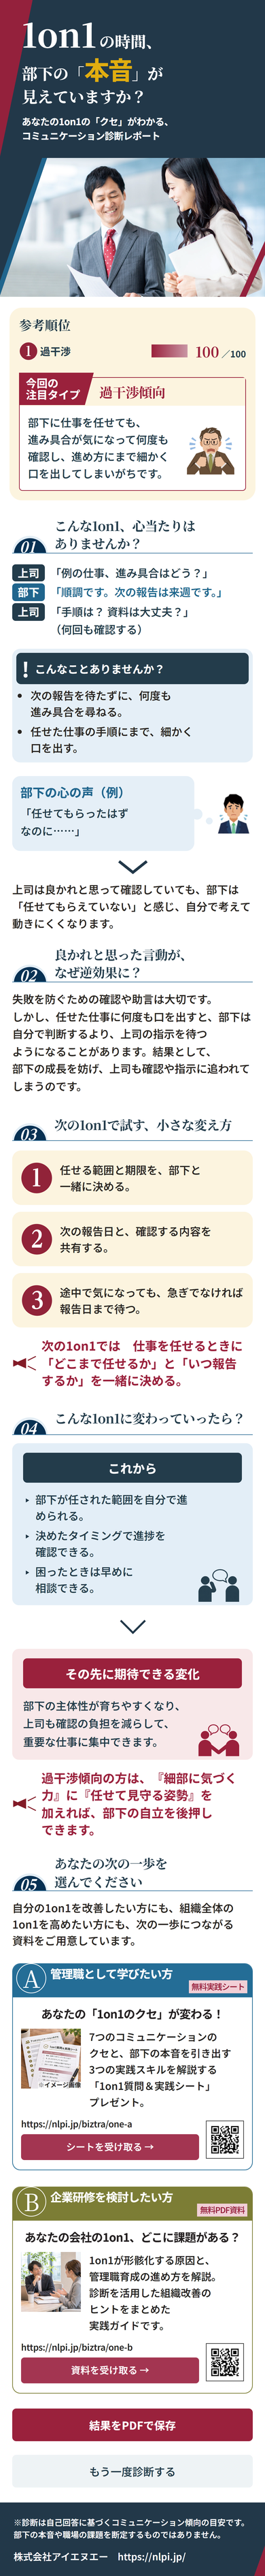 1on1の時間、
部下の「本音」が
見えていますか？
あなたの1on1の「クセ」がわかる、
コミュニケーション診断レポート
参考順位
1 過干渉
100／100
今回の
注目タイプ
過干渉傾向
部下に仕事を任せても、
進み具合が気になって何度も
確認し、進め方にまで細かく
口を出してしまいがちです。
01
こんな1on1、心当たりは
ありませんか？
上司 「例の仕事、進み具合はどう？」
部下 「順調です。次の報告は来週です。」
上司 「手順は？ 資料は大丈夫？」
（何回も確認する）
! こんなことありませんか？
• 次の報告を待たずに、何度も
進み具合を尋ねる。
• 任せた仕事の手順にまで、細かく
口を出す。
部下の心の声（例）
「任せてもらったはず
なのに……」
上司は良かれと思って確認していても、部下は
「任せてもらえていない」と感じ、自分で考えて
動きにくくなります。
02
良かれと思った言動が、
なぜ逆効果に？
失敗を防ぐための確認や助言は大切です。
しかし、任せた仕事に何度も口を出すと、部下は
自分で判断するより、上司の指示を待つ
ようになることがあります。結果として、
部下の成長を妨げ、上司も確認や指示に追われて
しまうのです。
03
次の1on1で試す、小さな変え方
1
任せる範囲と期限を、部下と
一緒に決める。
2
次の報告日と、確認する内容を
共有する。
3
途中で気になっても、急ぎでなければ
報告日まで待つ。
次の1on1では　仕事を任せるときに
「どこまで任せるか」と「いつ報告
するか」を一緒に決める。
04
こんな1on1に変わっていったら？
これから
▸ 部下が任された範囲を自分で進
められる。
▸ 決めたタイミングで進捗を
確認できる。
▸ 困ったときは早めに
相談できる。
その先に期待できる変化
部下の主体性が育ちやすくなり、
上司も確認の負担を減らして、
重要な仕事に集中できます。
過干渉傾向の方は、『細部に気づく
力』に『任せて見守る姿勢』を
加えれば、部下の自立を後押し
できます。
05
あなたの次の一歩を
選んでください
自分の1on1を改善したい方にも、組織全体の
1on1を高めたい方にも、次の一歩につながる
資料をご用意しています。
A 管理職として学びたい方
無料実践シート
あなたの「1on1のクセ」が変わる！
7つのコミュニケーションの
クセと、部下の本音を引き出す
3つの実践スキルを解説する
「1on1質問＆実践シート」
プレゼント。
※イメージ画像
https://nlpi.jp/biztra/one-a
シートを受け取る →
B 企業研修を検討したい方
無料PDF資料
あなたの会社の1on1、どこに課題がある？
1on1が形骸化する原因と、
管理職育成の進め方を解説。
診断を活用した組織改善の
ヒントをまとめた
実践ガイドです。
https://nlpi.jp/biztra/one-b
資料を受け取る →
結果をPDFで保存
もう一度診断する
※診断は自己回答に基づくコミュニケーション傾向の目安です。
部下の本音や職場の課題を断定するものではありません。
株式会社アイエヌエー　https://nlpi.jp/